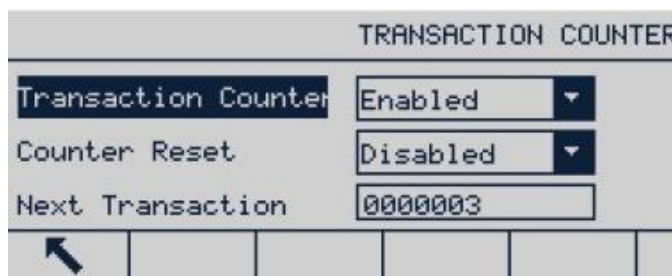 TRANSACTION COUNTER
Transaction Counter Enabled
Counter Reset Disabled
Next Transaction 0000003